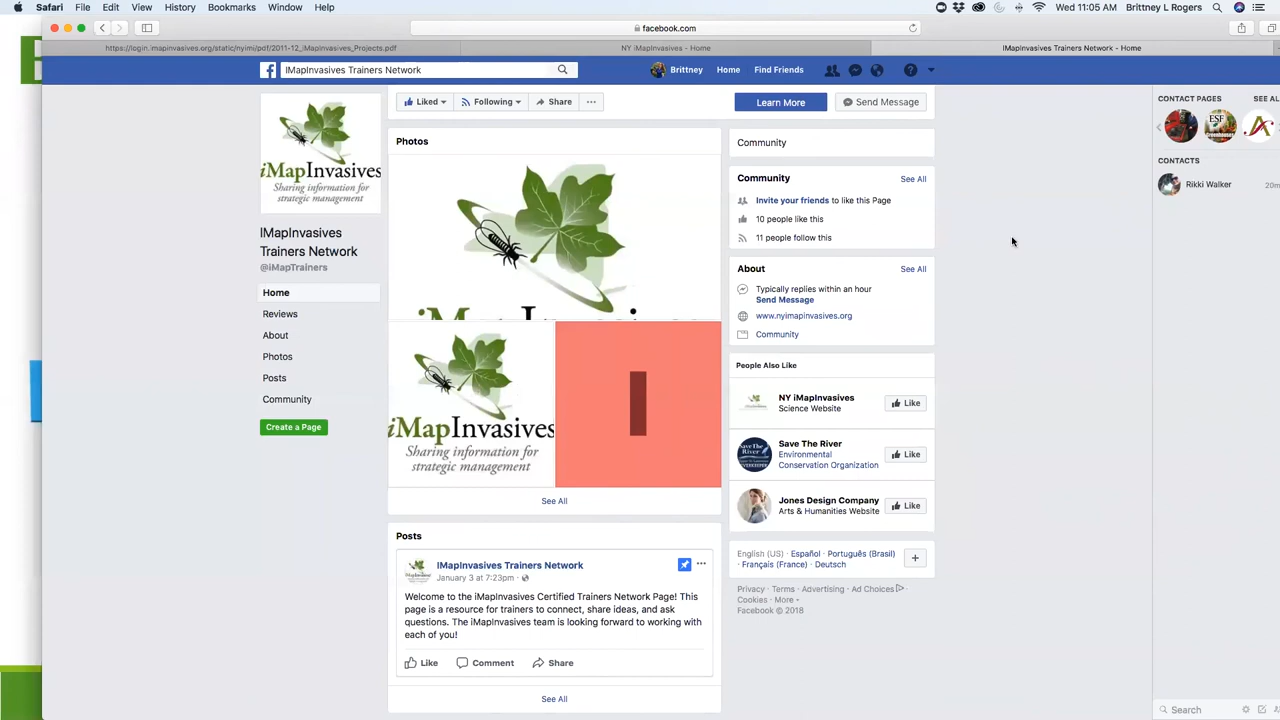 Safari File Edit View History Bookmarks Window Help
Wed 11:05 AM Brittney L Rogers
facebook.com
https://login.imapinvasives.org/static/nyimi/pdf/2011-12_iMapInvasives_Projects.pdf
NY iMapInvasives - Home
IMapInvasives Trainers Network - Home
IMapInvasives Trainers Network
Brittney Home Find Friends
Liked Following Share
Learn More Send Message
iMapInvasives
Sharing information for
strategic management
IMapInvasives
Trainers Network
@iMapTrainers
Home
Reviews
About
Photos
Posts
Community
Create a Page
Photos
iMapInvasives
iMapInvasives
Sharing information for
strategic management
I
See All
Posts
IMapInvasives Trainers Network
January 3 at 7:23pm ·
Welcome to the iMapInvasives Certified Trainers Network Page! This
page is a resource for trainers to connect, share ideas, and ask
questions. The iMapInvasives team is looking forward to working with
each of you!
Like Comment Share
See All
Community
Community See All
Invite your friends to like this Page
10 people like this
11 people follow this
About See All
Typically replies within an hour
Send Message
www.nyimapinvasives.org
Community
People Also Like
NY iMapInvasives
Science Website
Like
Save The River
Environmental
Conservation Organization
Like
Jones Design Company
Arts & Humanities Website
Like
English (US) · Español · Português (Brasil)
· Français (France) · Deutsch
Privacy · Terms · Advertising · Ad Choices ·
Cookies · More
Facebook © 2018
CONTACT PAGES SEE AL
ESF
CONTACTS
Rikki Walker 20m
Search